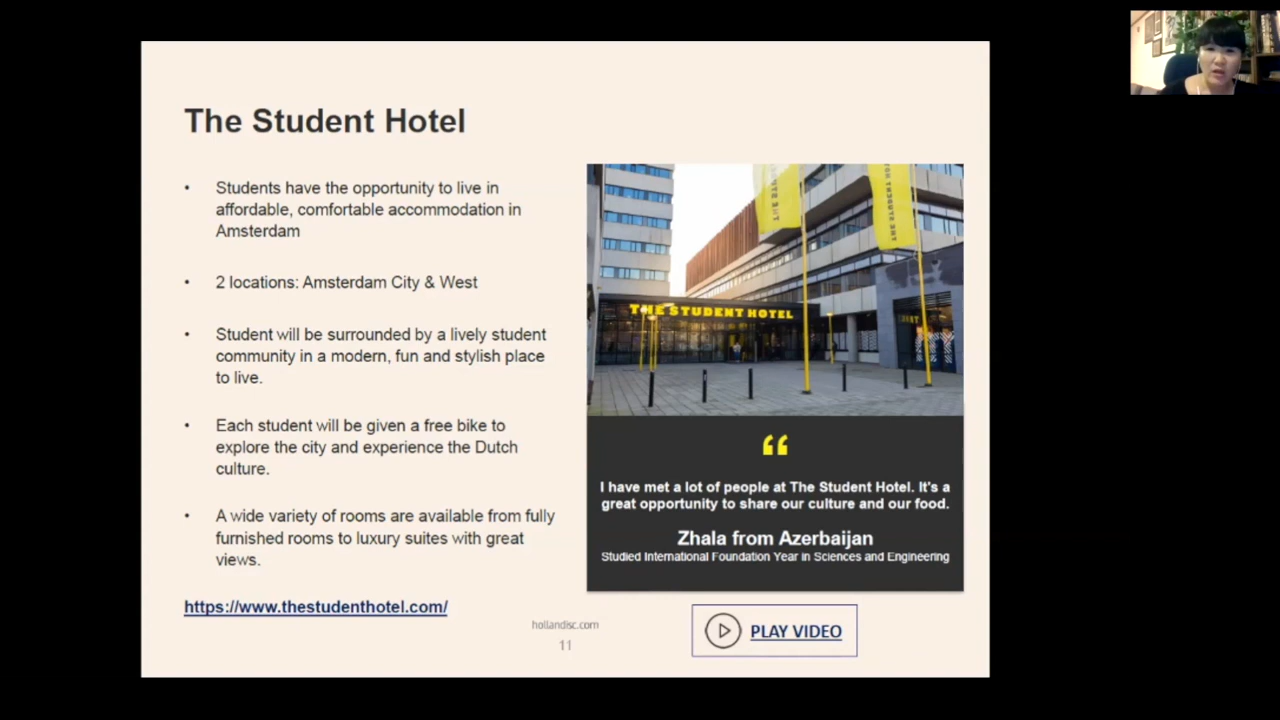 The Student Hotel
• Students have the opportunity to live in
affordable, comfortable accommodation in
Amsterdam
• 2 locations: Amsterdam City & West
• Student will be surrounded by a lively student
community in a modern, fun and stylish place
to live.
• Each student will be given a free bike to
explore the city and experience the Dutch
culture.
• A wide variety of rooms are available from fully
furnished rooms to luxury suites with great
views.
https://www.thestudenthotel.com/
THE STUDENT HOTEL
“
I have met a lot of people at The Student Hotel. It's a
great opportunity to share our culture and our food.
Zhala from Azerbaijan
Studied International Foundation Year in Sciences and Engineering
PLAY VIDEO
hollandisc.com
11